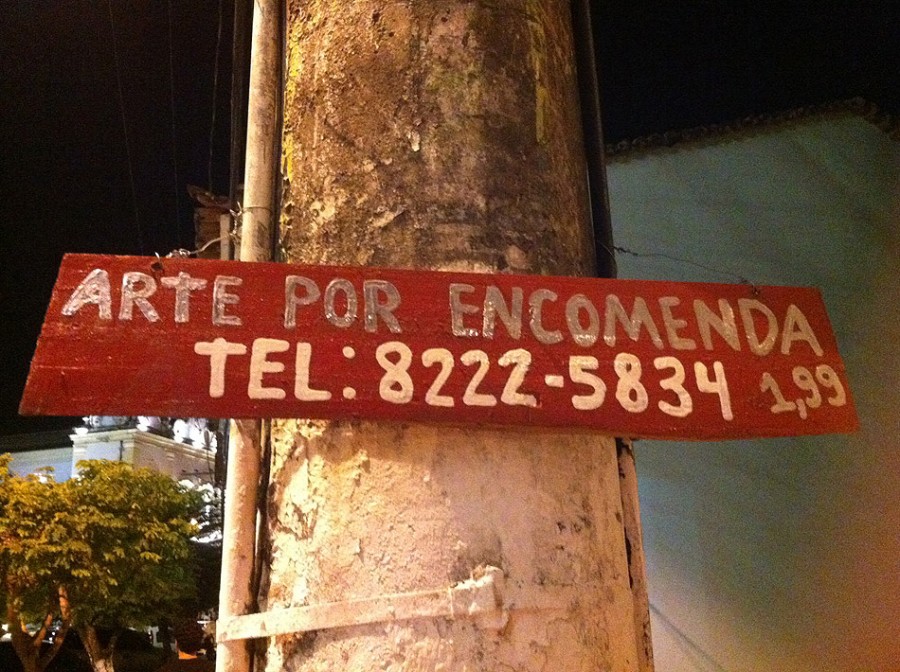 ARTE POR ENCOMENDA
TEL: 8222-5834 1,99